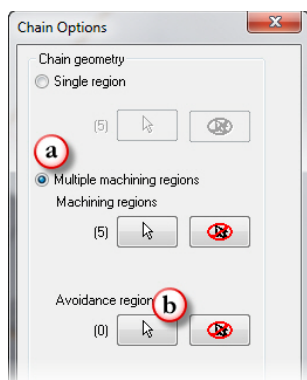 Chain Options
Chain geometry
Single region
(5)
a
Multiple machining regions
Machining regions
(5)
Avoidance region
b
(0)